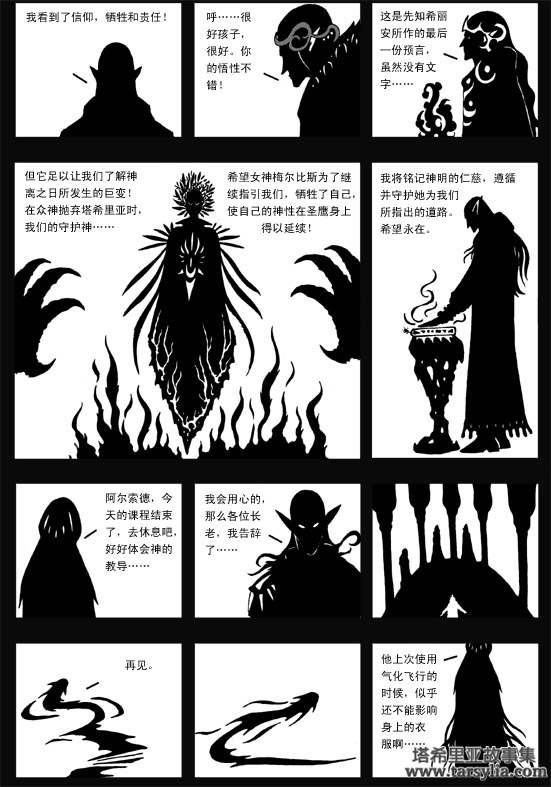 我看到了信仰，牺牲和责任！
呼……很
好孩子，
很好。你
的悟性不
错！
这是先知希丽
安所作的最后
一份预言，
虽然没有文
字……
但它足以让我们了解神
离之日所发生的巨变！
在众神抛弃塔希里亚时，
我们的守护神……
希望女神梅尔比斯为了继
续指引我们，牺牲了自己，
使自己的神性在圣鹰身上
得以延续！
我将铭记神明的仁慈，遵循
并守护她为我们
所指出的道路。
希望永在。
阿尔索德，今
天的课程结束
了，去休息吧，
好好体会神的
教导……
我会用心的，
那么各位长
老，我告辞
了……
再见。
他上次使用
气化飞行的
时候，似乎
还不能影响
身上的衣
服啊……
塔希里亚故事集
www.tarsylia.com